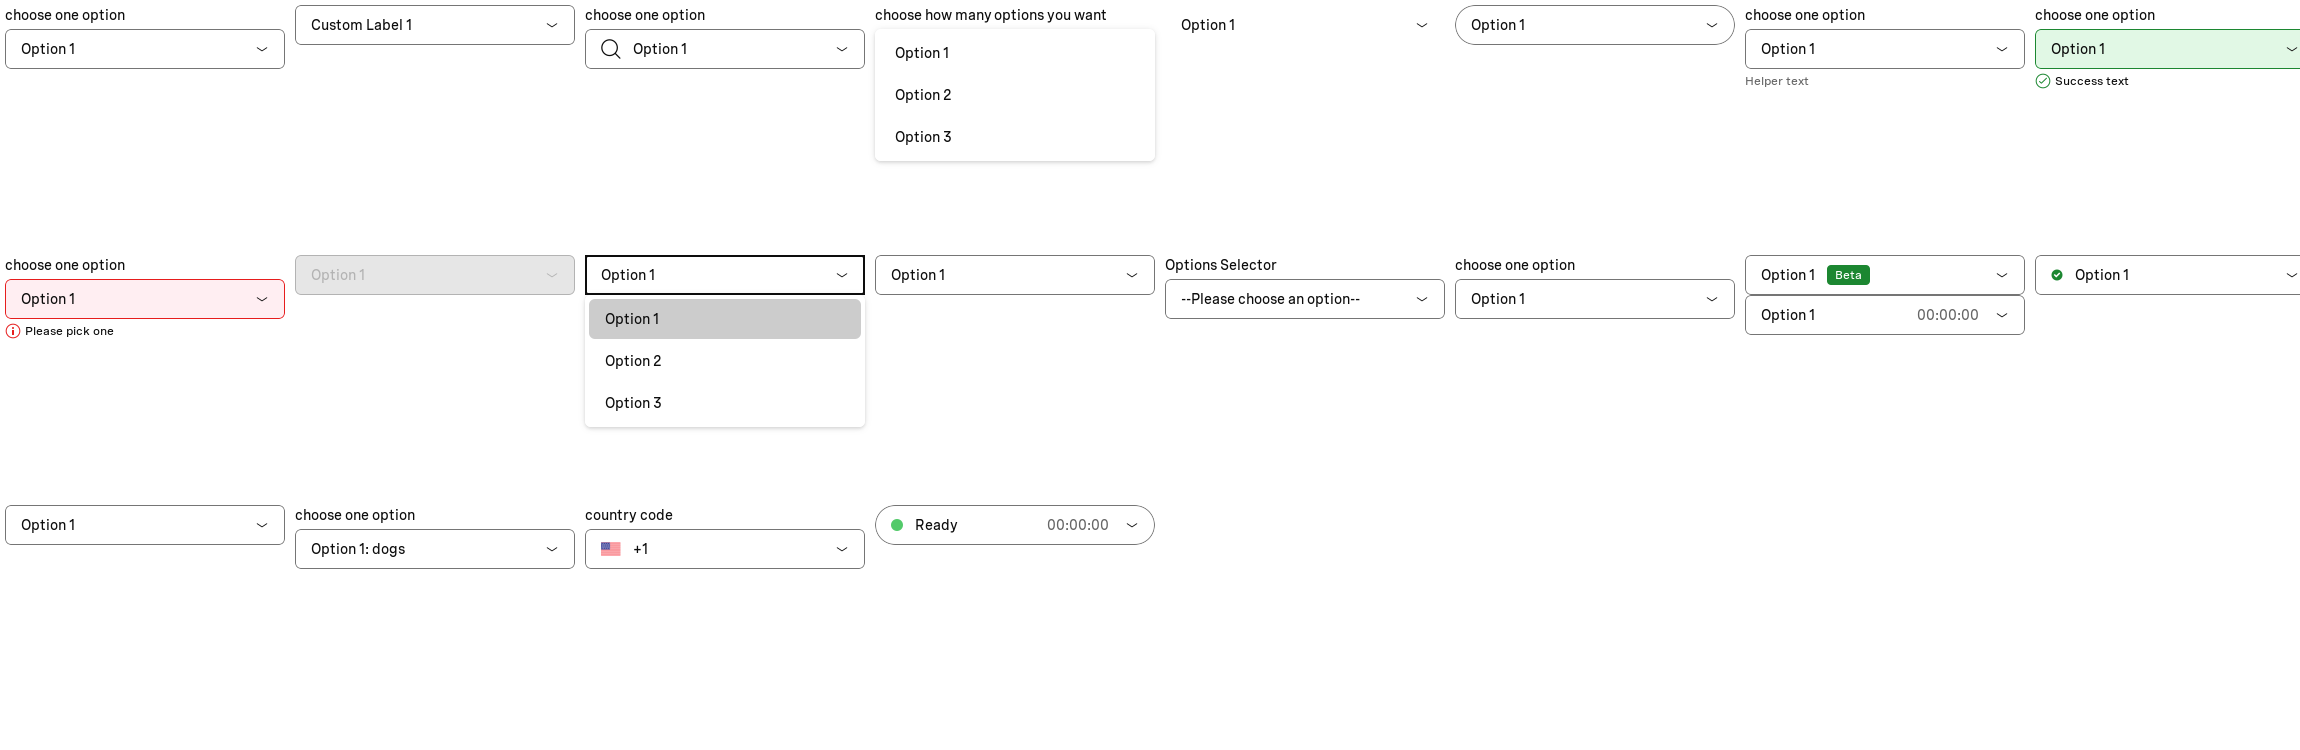 choose one option
Option 1
Custom Label 1
choose one option
Option 1
choose how many options you want
Option 1
Option 2
Option 3
Option 1
Option 1
choose one option
Option 1
Helper text
choose one option
Option 1
Success text
choose one option
Option 1
Please pick one
Option 1
Option 1
Option 1
Option 2
Option 3
Option 1
Options Selector
--Please choose an option--
choose one option
Option 1
Option 1 Beta
Option 1 00:00:00
Option 1
Option 1
choose one option
Option 1: dogs
country code
+1
Ready 00:00:00